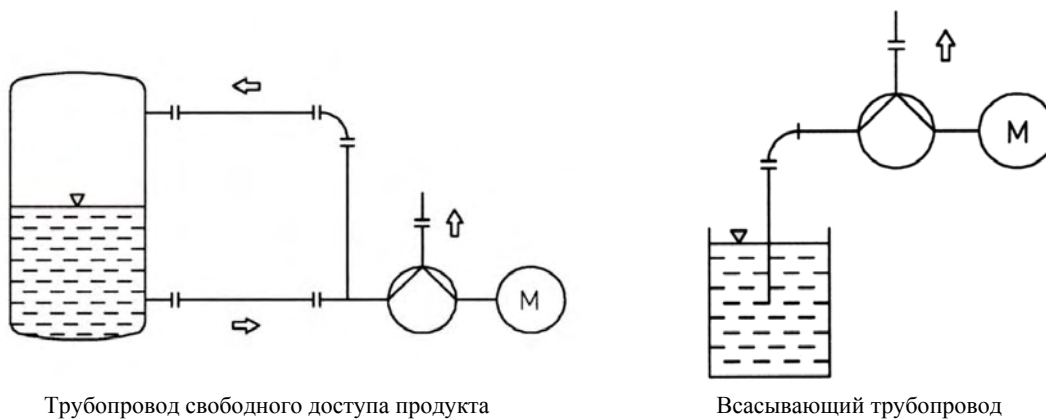 M
M
Трубопровод свободного доступа продукта
Всасывающий трубопровод